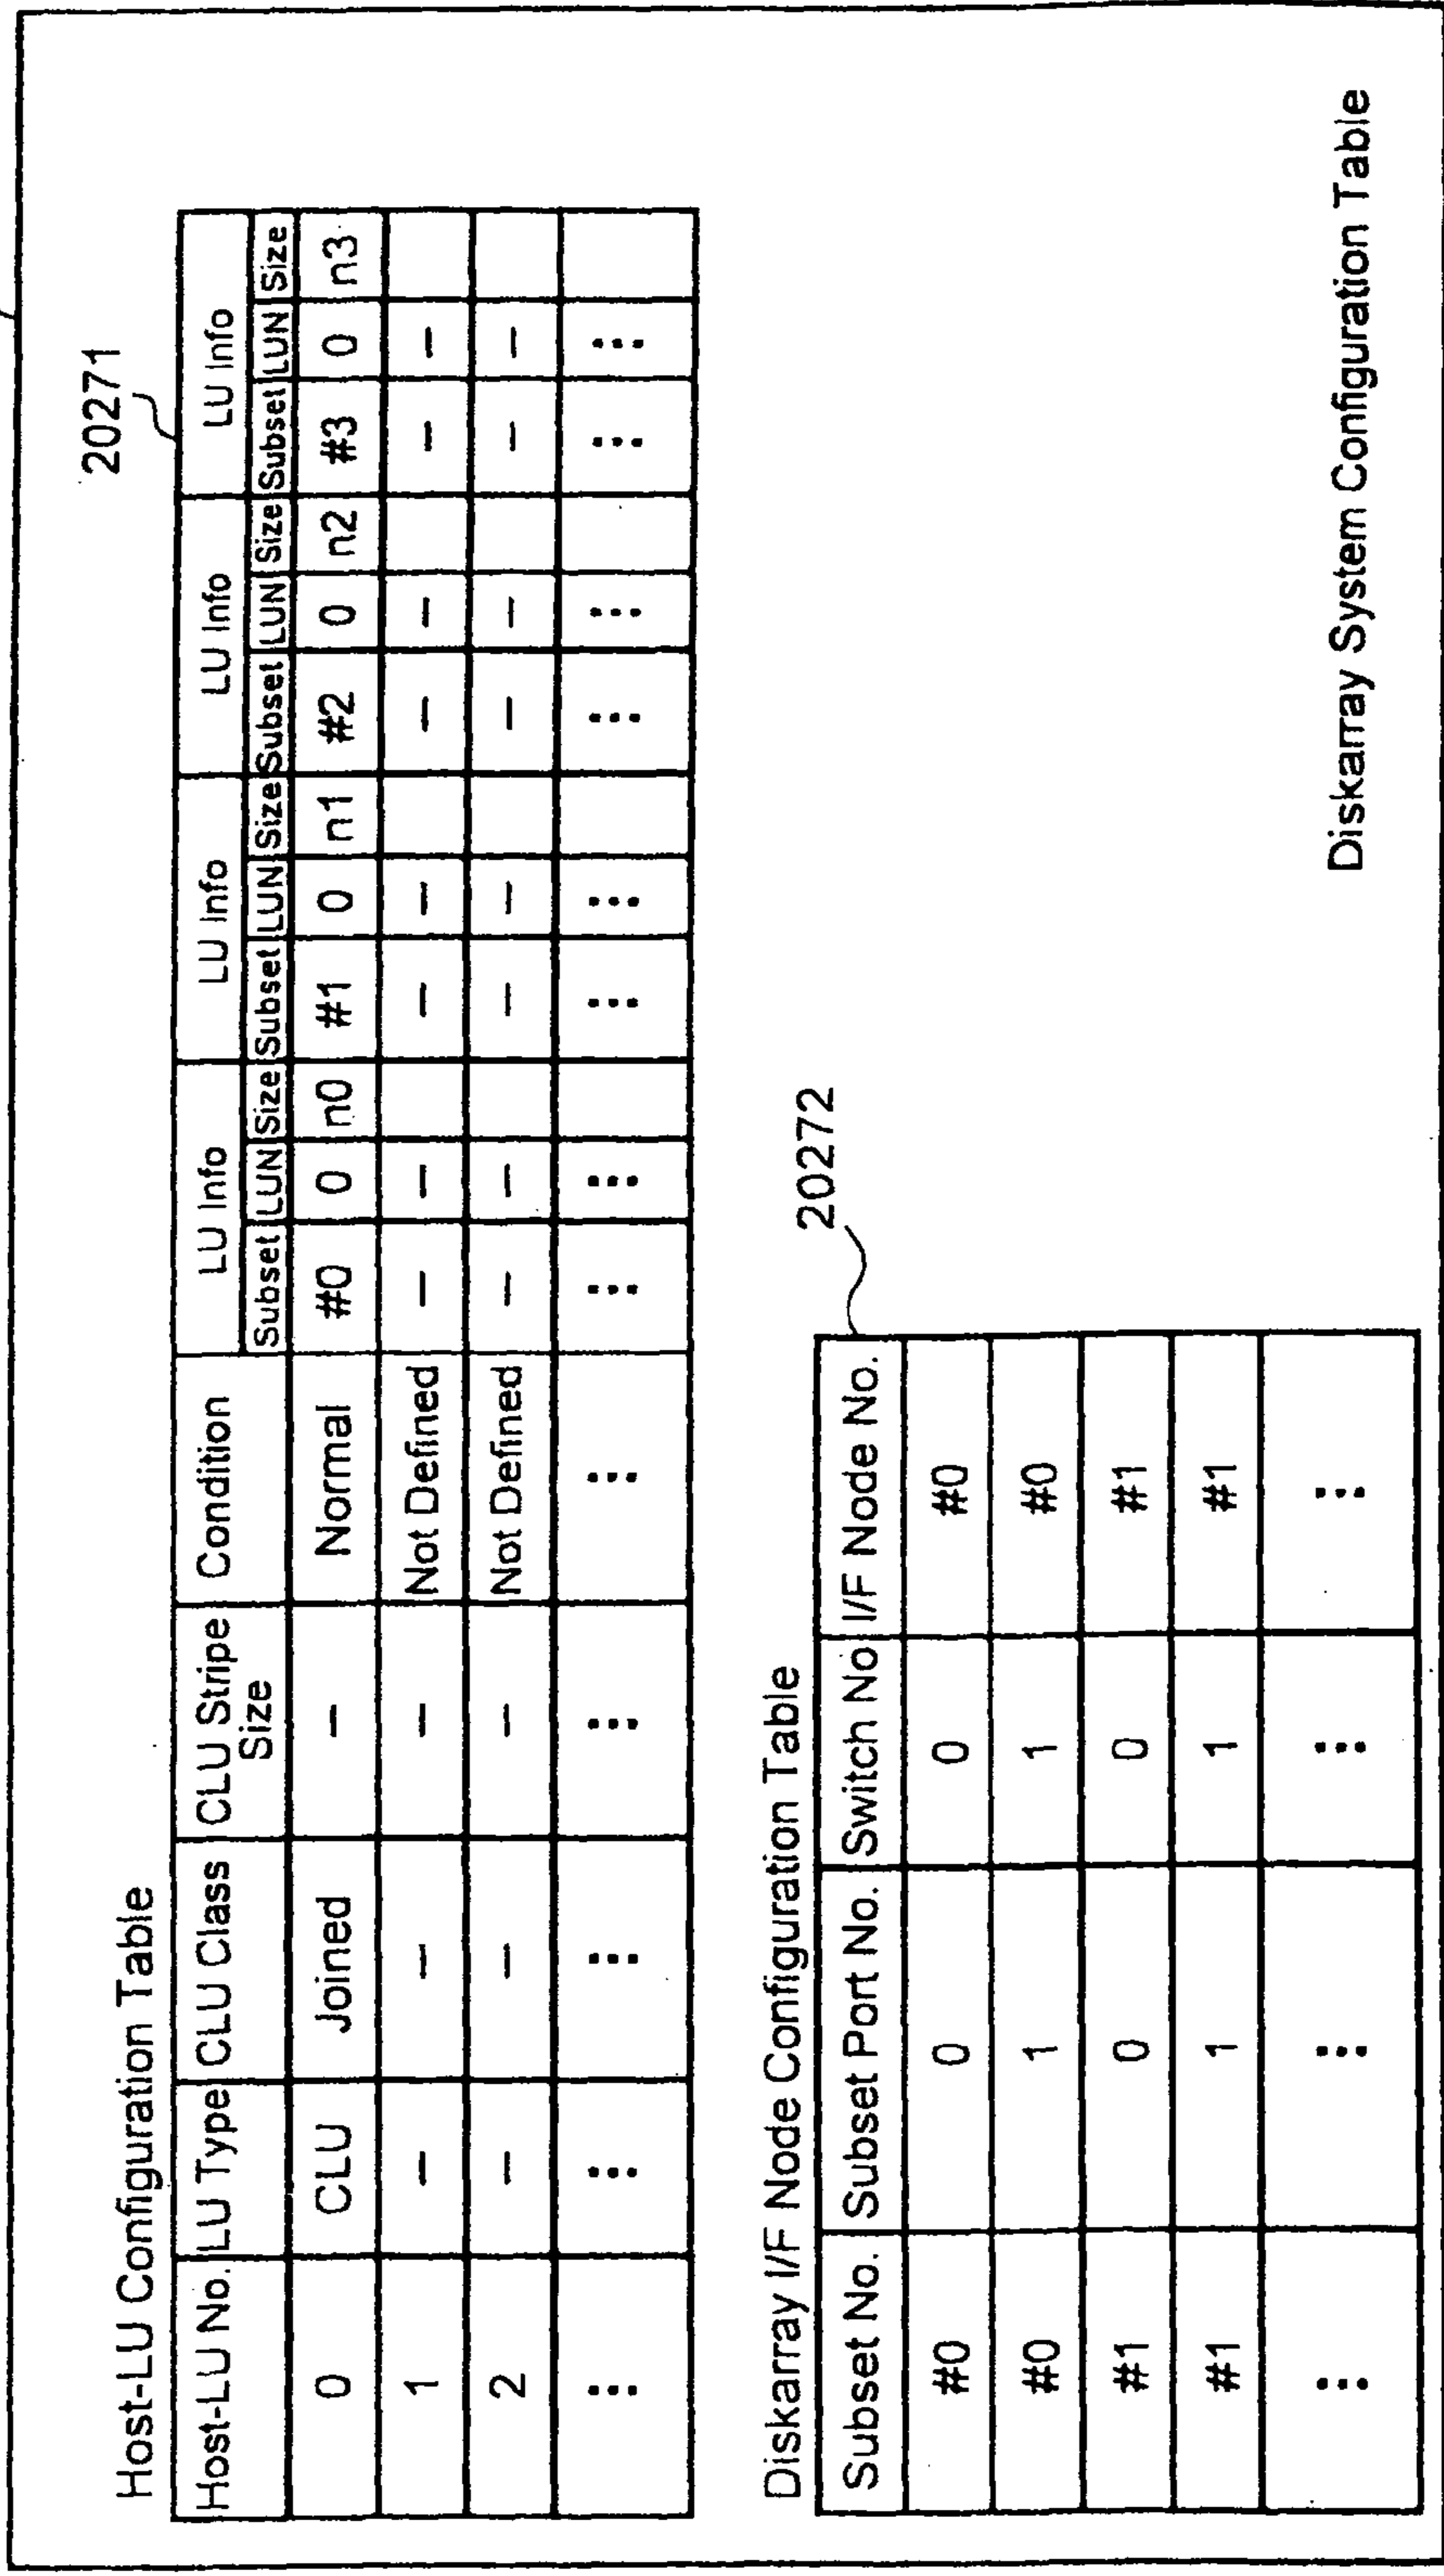 Host-LU Configuration Table
20271
Host-LU No. LU Type CLU Class CLU Stripe Size Condition LU Info LU Info LU Info LU Info
Subset LUN Size Subset LUN Size Subset LUN Size Subset LUN Size
0 CLU Joined – Normal #0 0 n0 #1 0 n1 #2 0 n2 #3 0 n3
1 – – – Not Defined – – – – – – – –
2 – – – Not Defined – – – – – – – –
... ... ... ... ... ... ... ... ... ... ... ... ...
Diskarray I/F Node Configuration Table
20272
Subset No. Subset Port No. Switch No I/F Node No.
#0 0 0 #0
#0 1 1 #0
#1 0 0 #1
#1 1 1 #1
... ... ... ...
Diskarray System Configuration Table